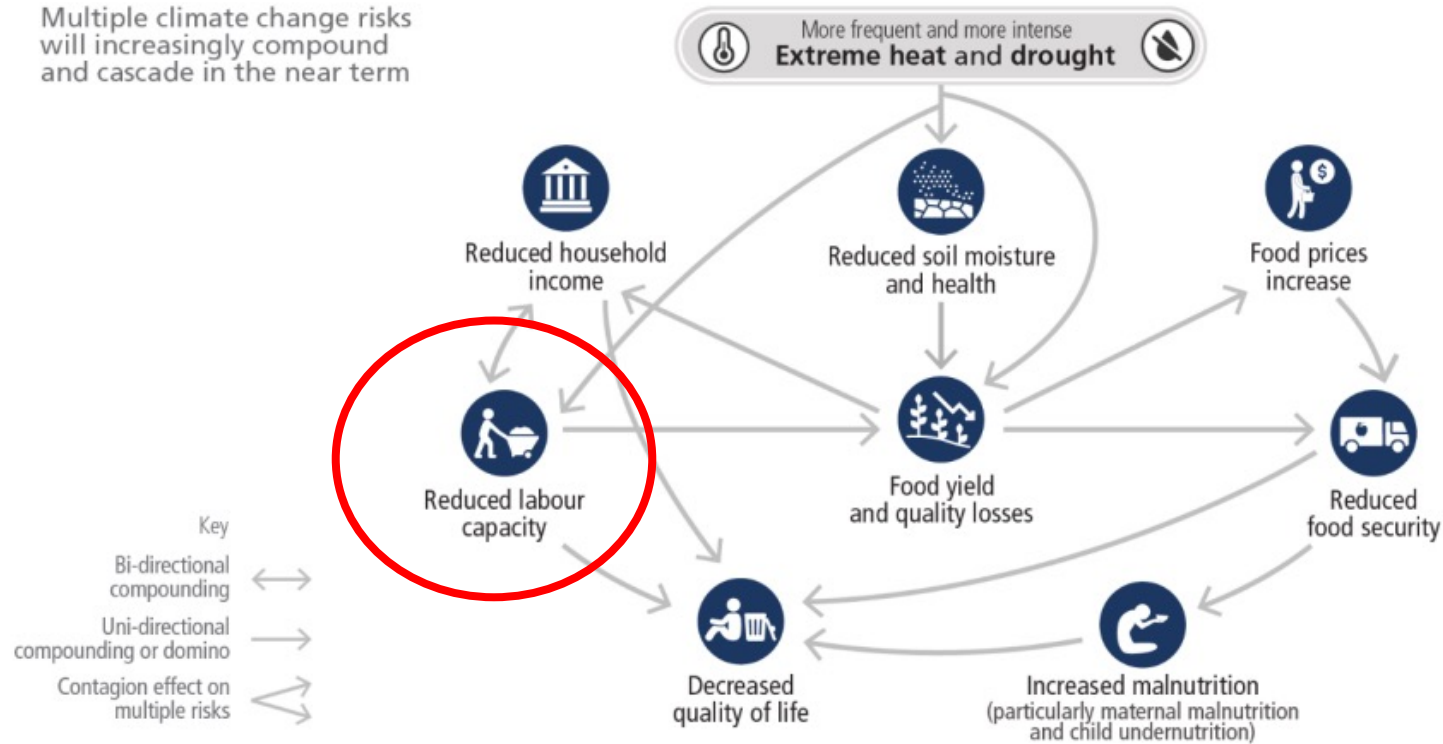 Multiple climate change risks
will increasingly compound
and cascade in the near term
More frequent and more intense
Extreme heat and drought
Reduced household
income
Reduced soil moisture
and health
$
Food prices
increase
Reduced labour
capacity
Food yield
and quality losses
Reduced
food security
Key
Bi-directional
compounding
Uni-directional
compounding or domino
Contagion effect on
multiple risks
Decreased
quality of life
Increased malnutrition
(particularly maternal malnutrition
and child undernutrition)